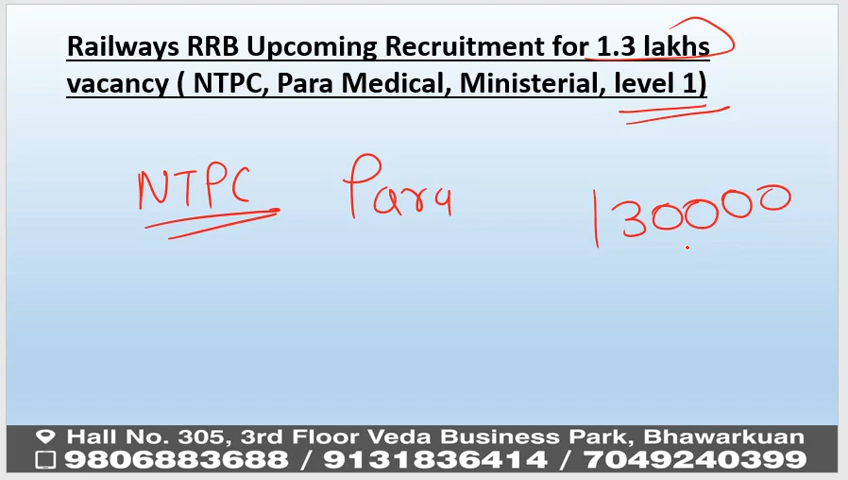 Railways RRB Upcoming Recruitment for 1.3 lakhs
vacancy ( NTPC, Para Medical, Ministerial, level 1)
NTPC Para 130000
Hall No. 305, 3rd Floor Veda Business Park, Bhawarkuan
9806883688 / 9131836414 / 7049240399